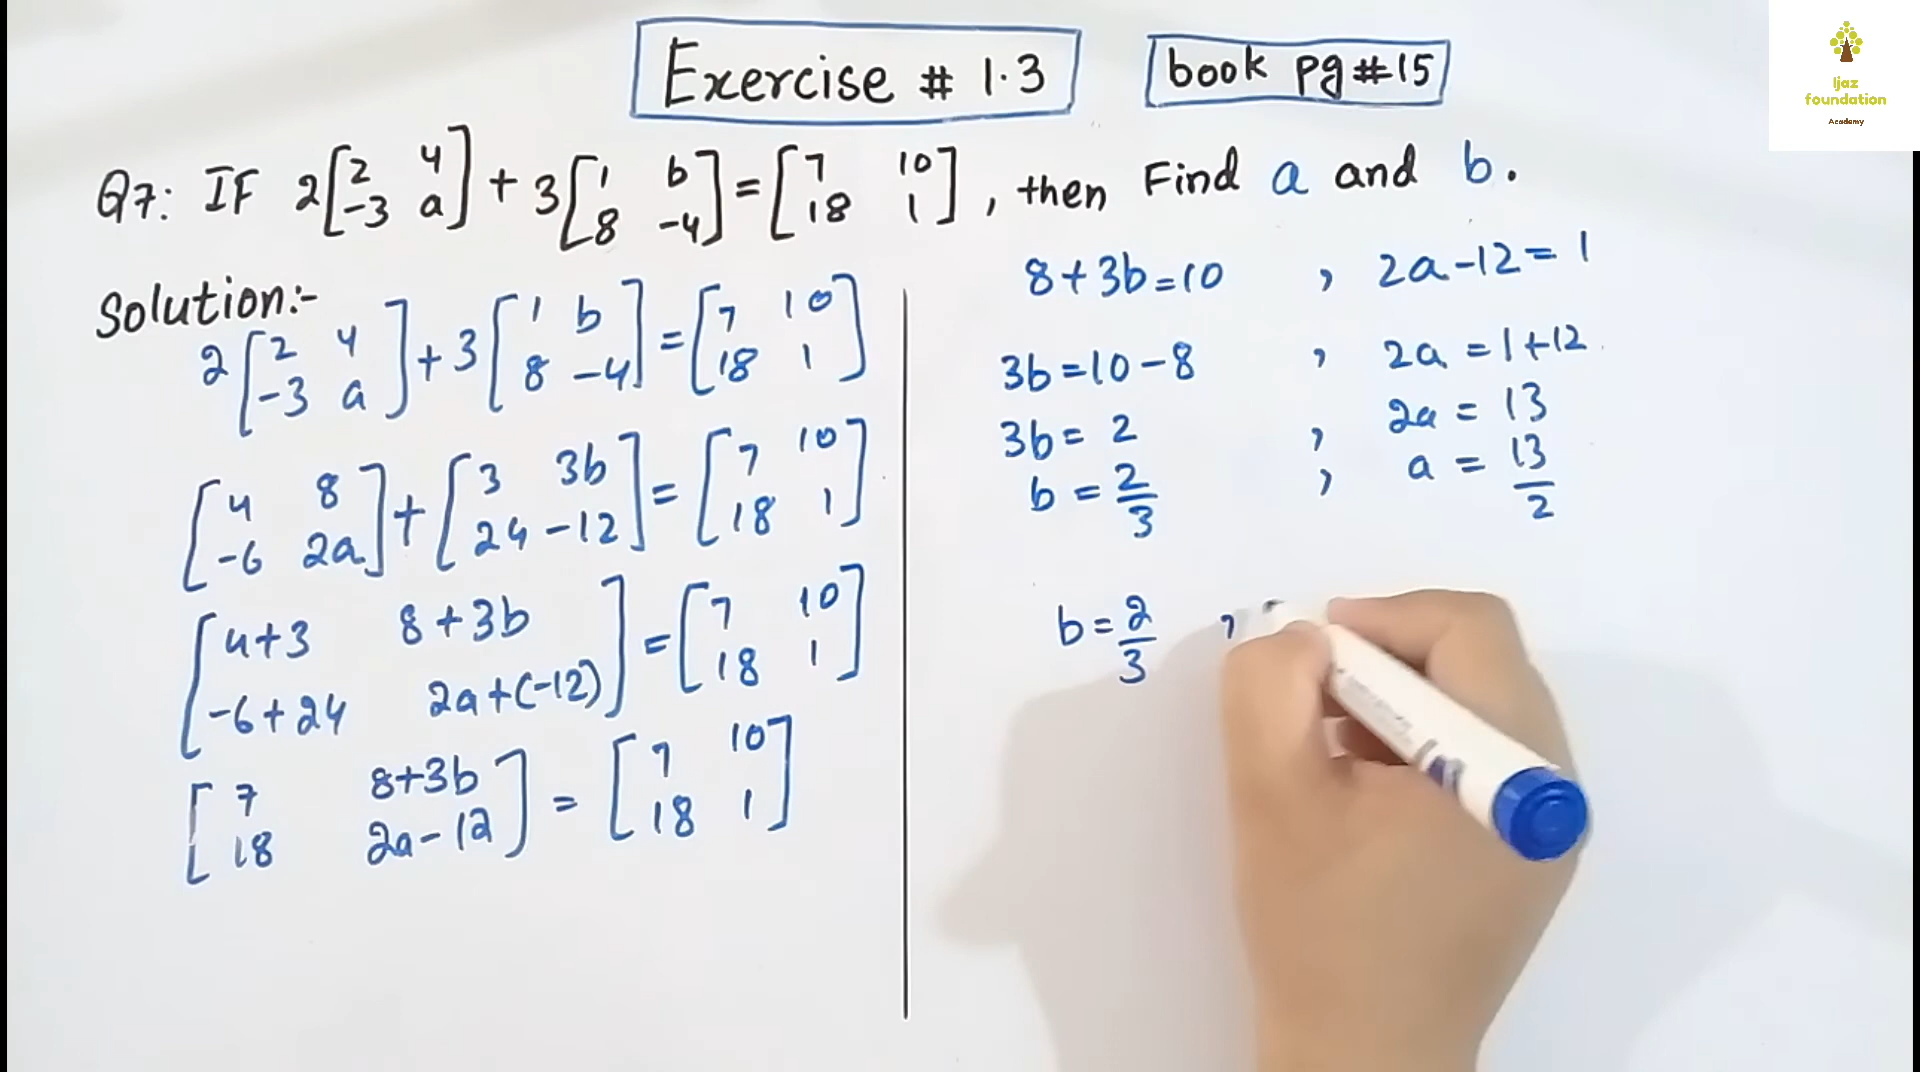 Exercise # 1.3
book pg#15
Ijaz
foundation
Academy
Q7: IF 2[2 4
-3 a] + 3[1 b
8 -4] = [7 10
18 1], then Find a and b.
Solution:-
2[2 4
-3 a] + 3[1 b
8 -4] = [7 10
18 1]
[4 8
-6 2a] + [3 3b
24 -12] = [7 10
18 1]
[4+3 8+3b
-6+24 2a+(-12)] = [7 10
18 1]
[7 8+3b
18 2a-12] = [7 10
18 1]
8+3b=10 , 2a-12=1
3b=10-8 , 2a=1+12
3b=2 , 2a=13
b=2/3 , a=13/2
b=2/3 ,